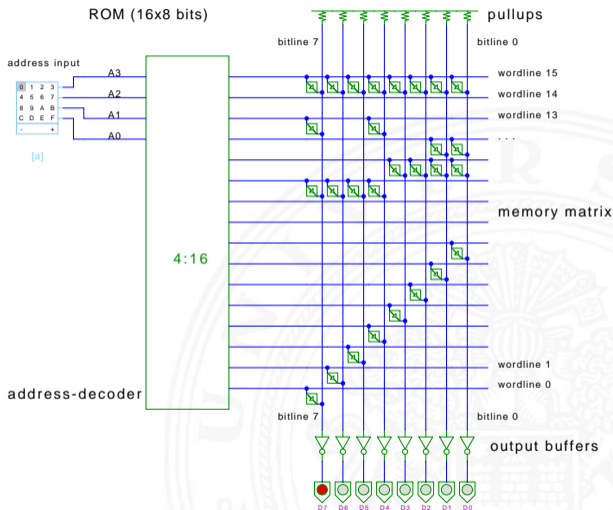 ROM (16x8 bits)
pullups
bitline 7
bitline 0
address input
0 1 2 3
4 5 6 7
8 9 A B
C D E F
- +
[a]
A3
A2
A1
A0
wordline 15
wordline 14
wordline 13
. . .
memory matrix
4:16
wordline 1
wordline 0
address-decoder
bitline 7
bitline 0
output buffers
D7 D6 D5 D4 D3 D2 D1 D0